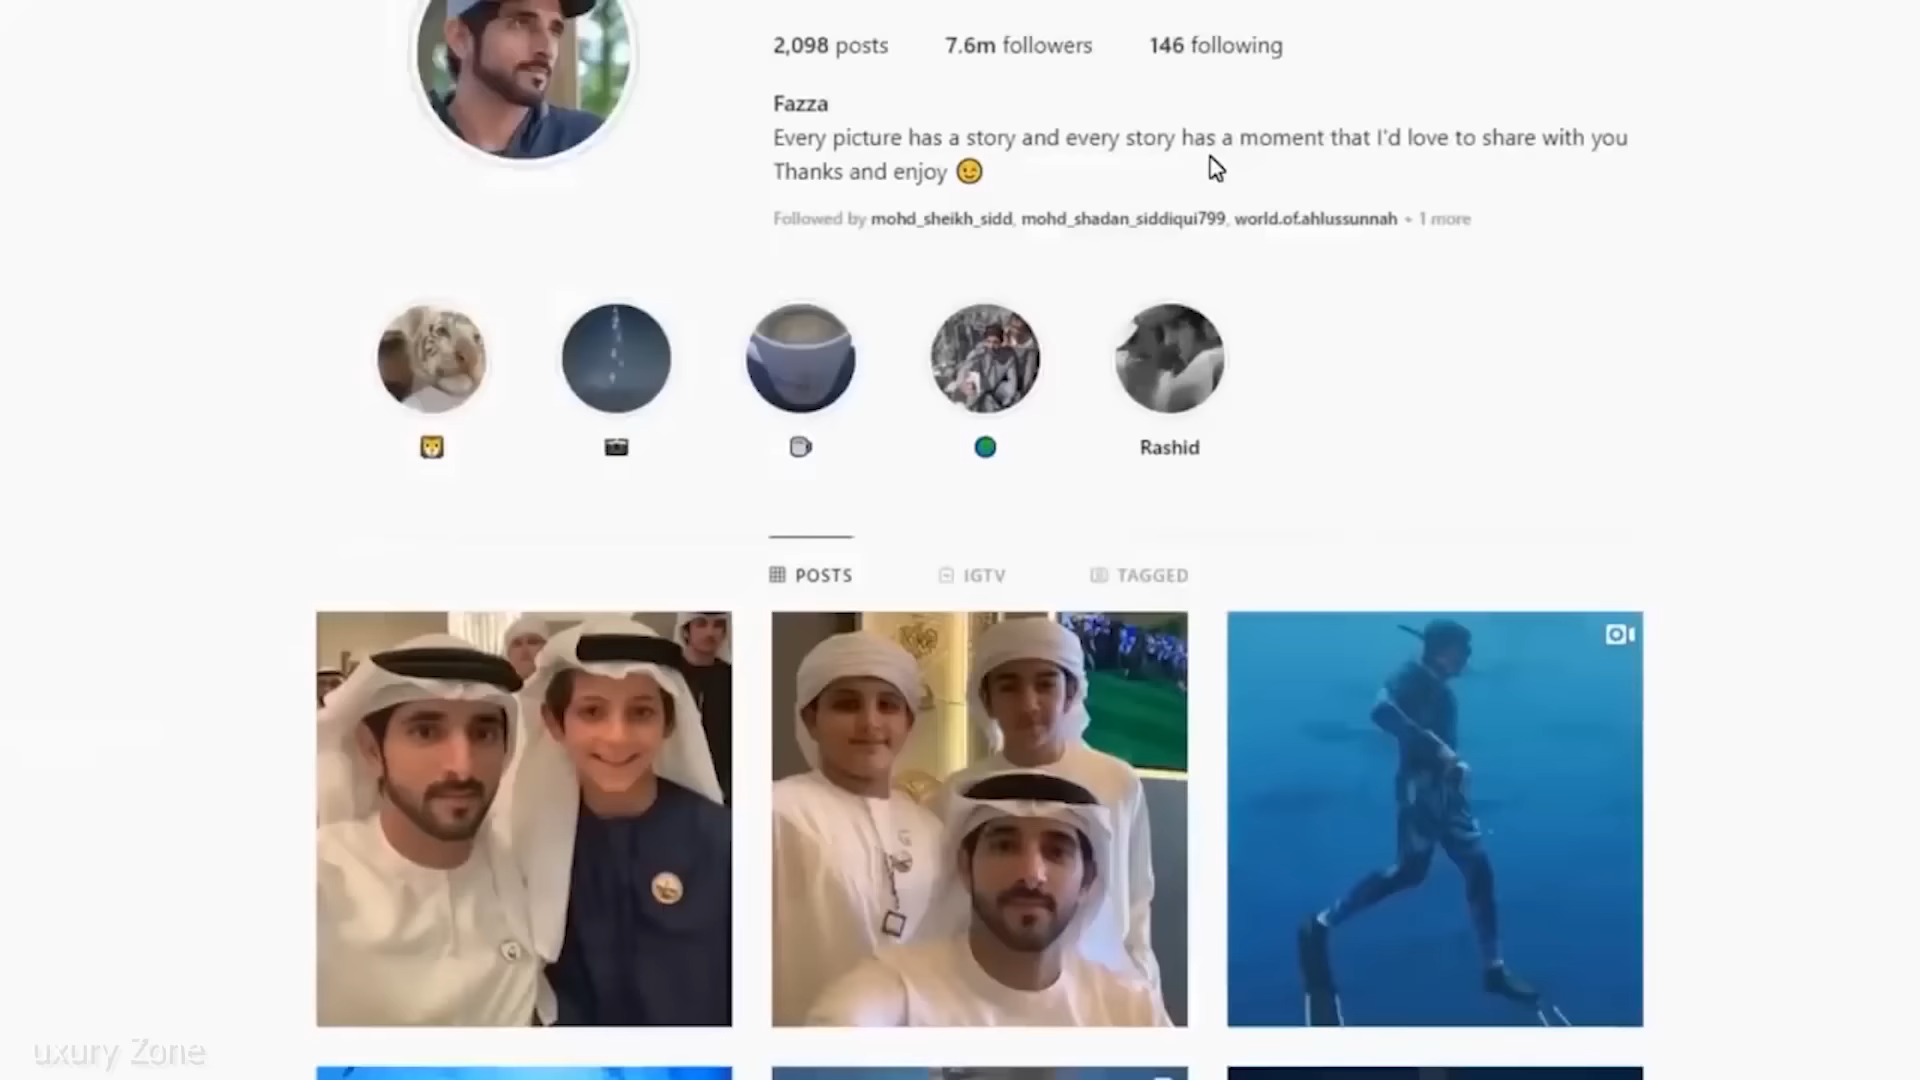 2,098 posts 7.6m followers 146 following
Fazza
Every picture has a story and every story has a moment that I'd love to share with you
Thanks and enjoy 😉
Followed by mohd_sheikh_sidd, mohd_shadan_siddiqui799, world.of.ahlussunnah + 1 more
Rashid
POSTS IGTV TAGGED
uxury Zone